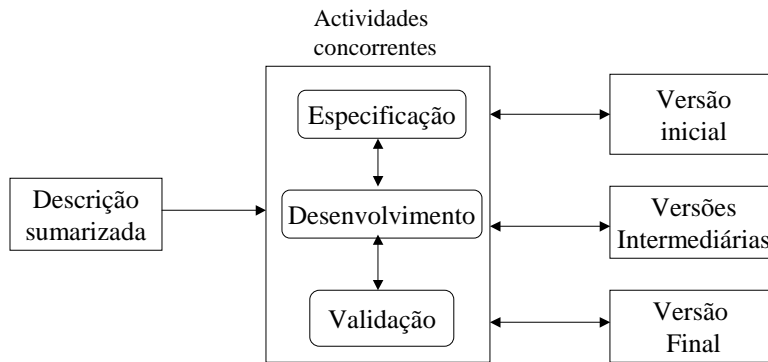 Actividades
concorrentes
Especificação
Desenvolvimento
Validação
Descrição
sumarizada
Versão
inicial
Versões
Intermediárias
Versão
Final